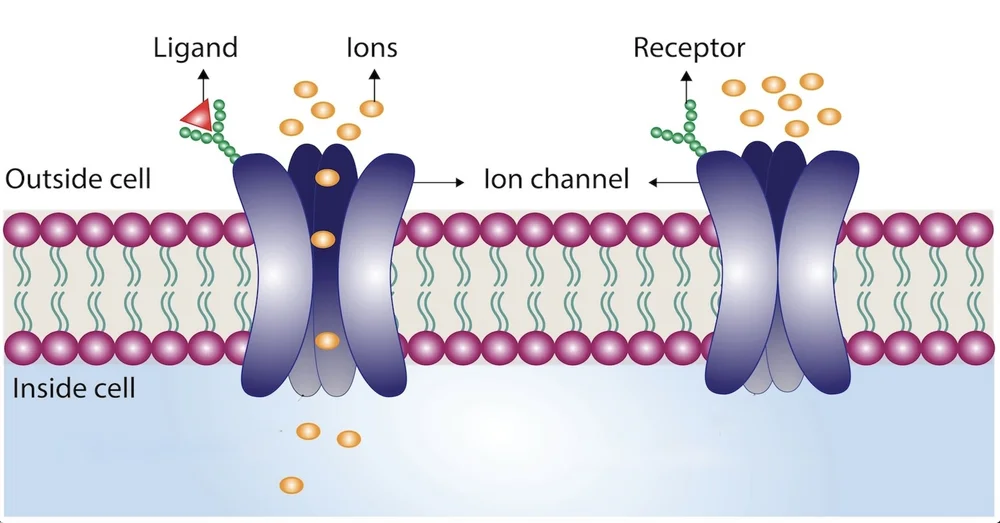 Ligand
Ions
Receptor
Outside cell
Ion channel
Inside cell